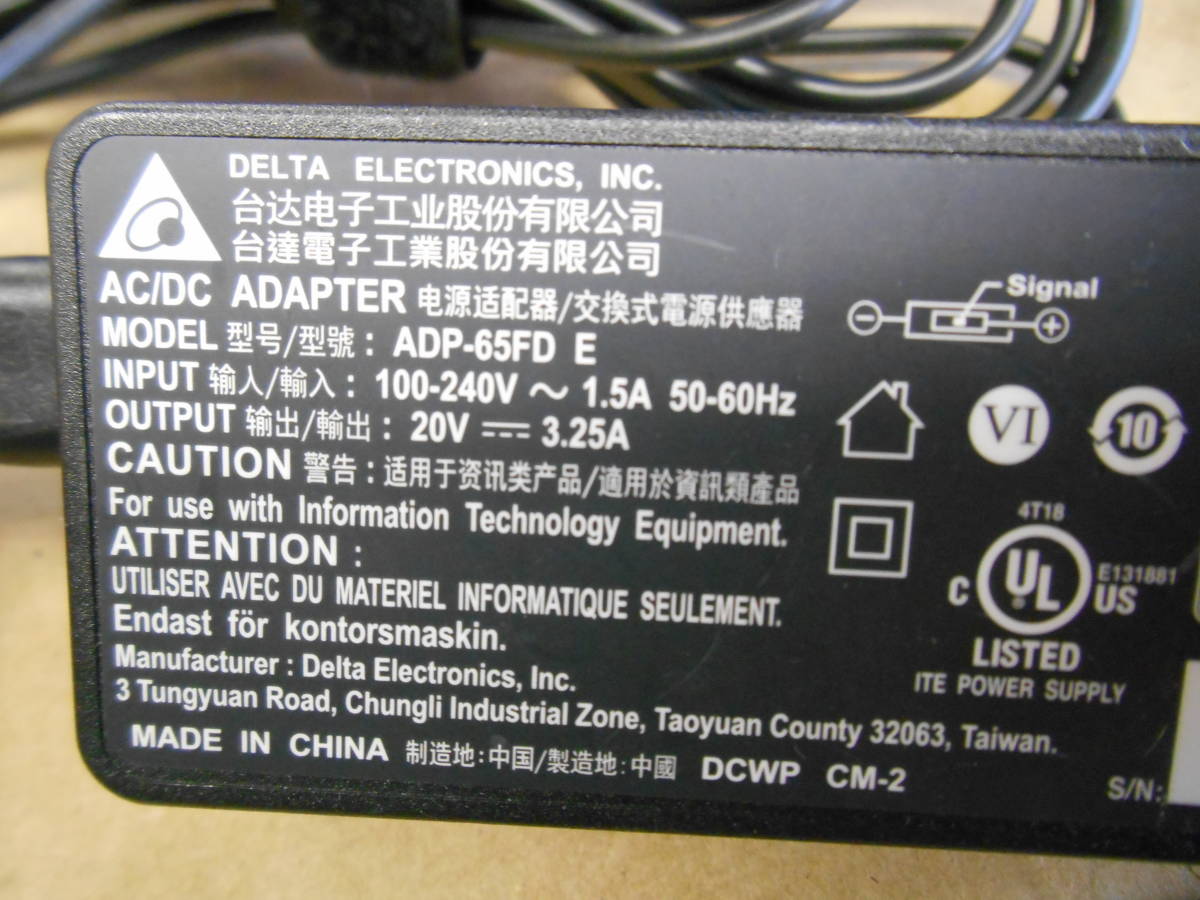 DELTA ELECTRONICS, INC.
台达电子工业股份有限公司
台達電子工業股份有限公司
AC/DC ADAPTER 电源适配器/交換式電源供應器
MODEL 型号/型號: ADP-65FD E
INPUT 输入/輸入: 100-240V ~ 1.5A 50-60Hz
OUTPUT 输出/輸出: 20V ⎓ 3.25A
CAUTION 警告:适用于资讯类产品/適用於資訊類產品
For use with Information Technology Equipment.
ATTENTION :
UTILISER AVEC DU MATERIEL INFORMATIQUE SEULEMENT.
Endast för kontorsmaskin.
Manufacturer : Delta Electronics, Inc.
3 Tungyuan Road, Chungli Industrial Zone, Taoyuan County 32063, Taiwan.
MADE IN CHINA 制造地:中国/製造地:中國 DCWP CM-2
Signal
VI
10
4T18
C UL US
E131881
LISTED
ITE POWER SUPPLY
S/N: